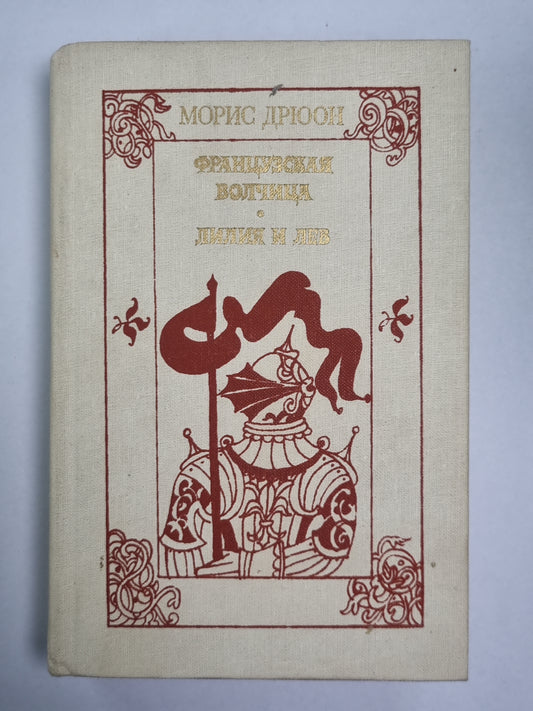 МОРИС ДРЮОН
ФРАНЦУЗСКАЯ
ВОЛЧИЦА
•
ЛИЛИЯ И ЛЕВ